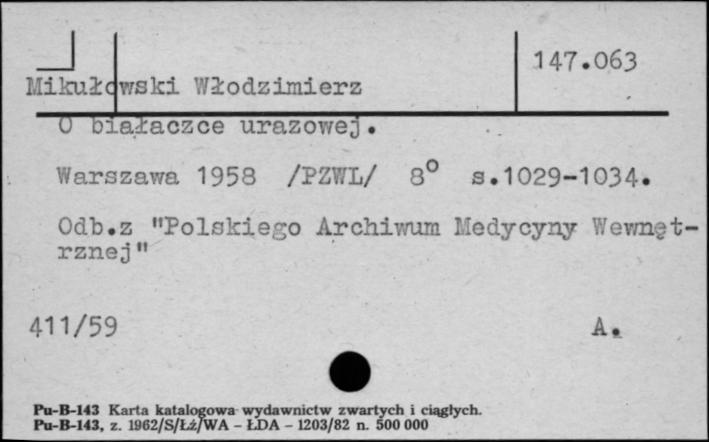 147.063
Mikułowski Włodzimierz
O białaczce urazowej.
Warszawa 1958 /PZWL/ 8° s.1029-1034.
Odb.z "Polskiego Archiwum Medycyny Wewnęt-
rznej"
411/59 A.
Pu-B-143 Karta katalogowa wydawnictw zwartych i ciągłych.
Pu-B-143, z. 1962/S/Łż/WA - ŁDA - 1203/82 n. 500 000